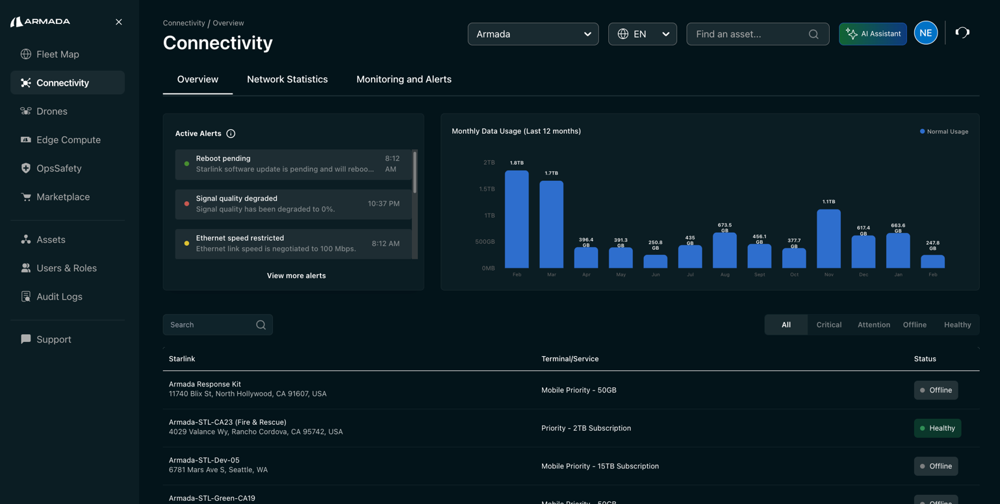 ARMADA
Fleet Map
Connectivity
Drones
Edge Compute
OpsSafety
Marketplace
Assets
Users & Roles
Audit Logs
Support
Connectivity / Overview
Connectivity
Armada
EN
Find an asset...
AI Assistant
NE
Overview
Network Statistics
Monitoring and Alerts
Active Alerts
Reboot pending
Starlink software update is pending and will reboo...
8:12
AM
Signal quality degraded
Signal quality has been degraded to 0%.
10:37 PM
Ethernet speed restricted
Ethernet link speed is negotiated to 100 Mbps.
8:12 AM
View more alerts
Monthly Data Usage (Last 12 months)
Normal Usage
2TB
1.5TB
1TB
500GB
0MB
1.8TB
1.7TB
396.4
GB
391.3
GB
250.8
GB
435
GB
673.5
GB
456.1
GB
377.7
GB
1.1TB
617.4
GB
663.6
GB
247.8
GB
Feb
Mar
Apr
May
Jun
Jul
Aug
Sept
Oct
Nov
Dec
Jan
Feb
Search
All
Critical
Attention
Offline
Healthy
Starlink
Terminal/Service
Status
Armada Response Kit
11740 Blix St, North Hollywood, CA 91607, USA
Mobile Priority - 50GB
Offline
Armada-STL-CA23 (Fire & Rescue)
4029 Valance Wy, Rancho Cordova, CA 95742, USA
Priority - 2TB Subscription
Healthy
Armada-STL-Dev-05
6781 Mars Ave S, Seattle, WA
Mobile Priority - 15TB Subscription
Offline
Armada-STL-Green-CA19
Mobile Priority - 50GB
Offline